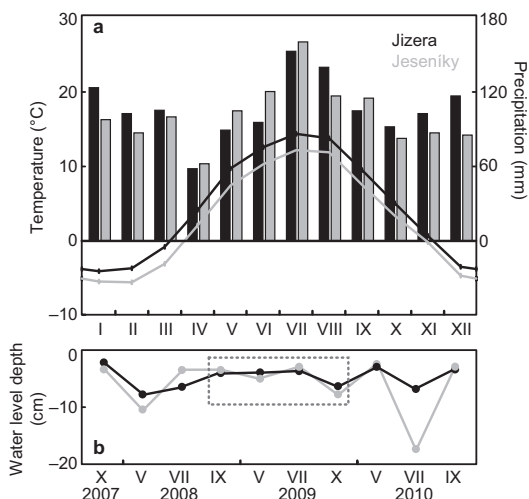 a
Jizera
Jeseníky
Temperature (°C)
30
20
10
0
–10
Precipitation (mm)
180
120
60
0
I II III IV V VI VII VIII IX X XI XII
b
Water level depth
(cm)
0
–10
–20
X V VII IX V VII X V VII IX
2007 2008 2009 2010